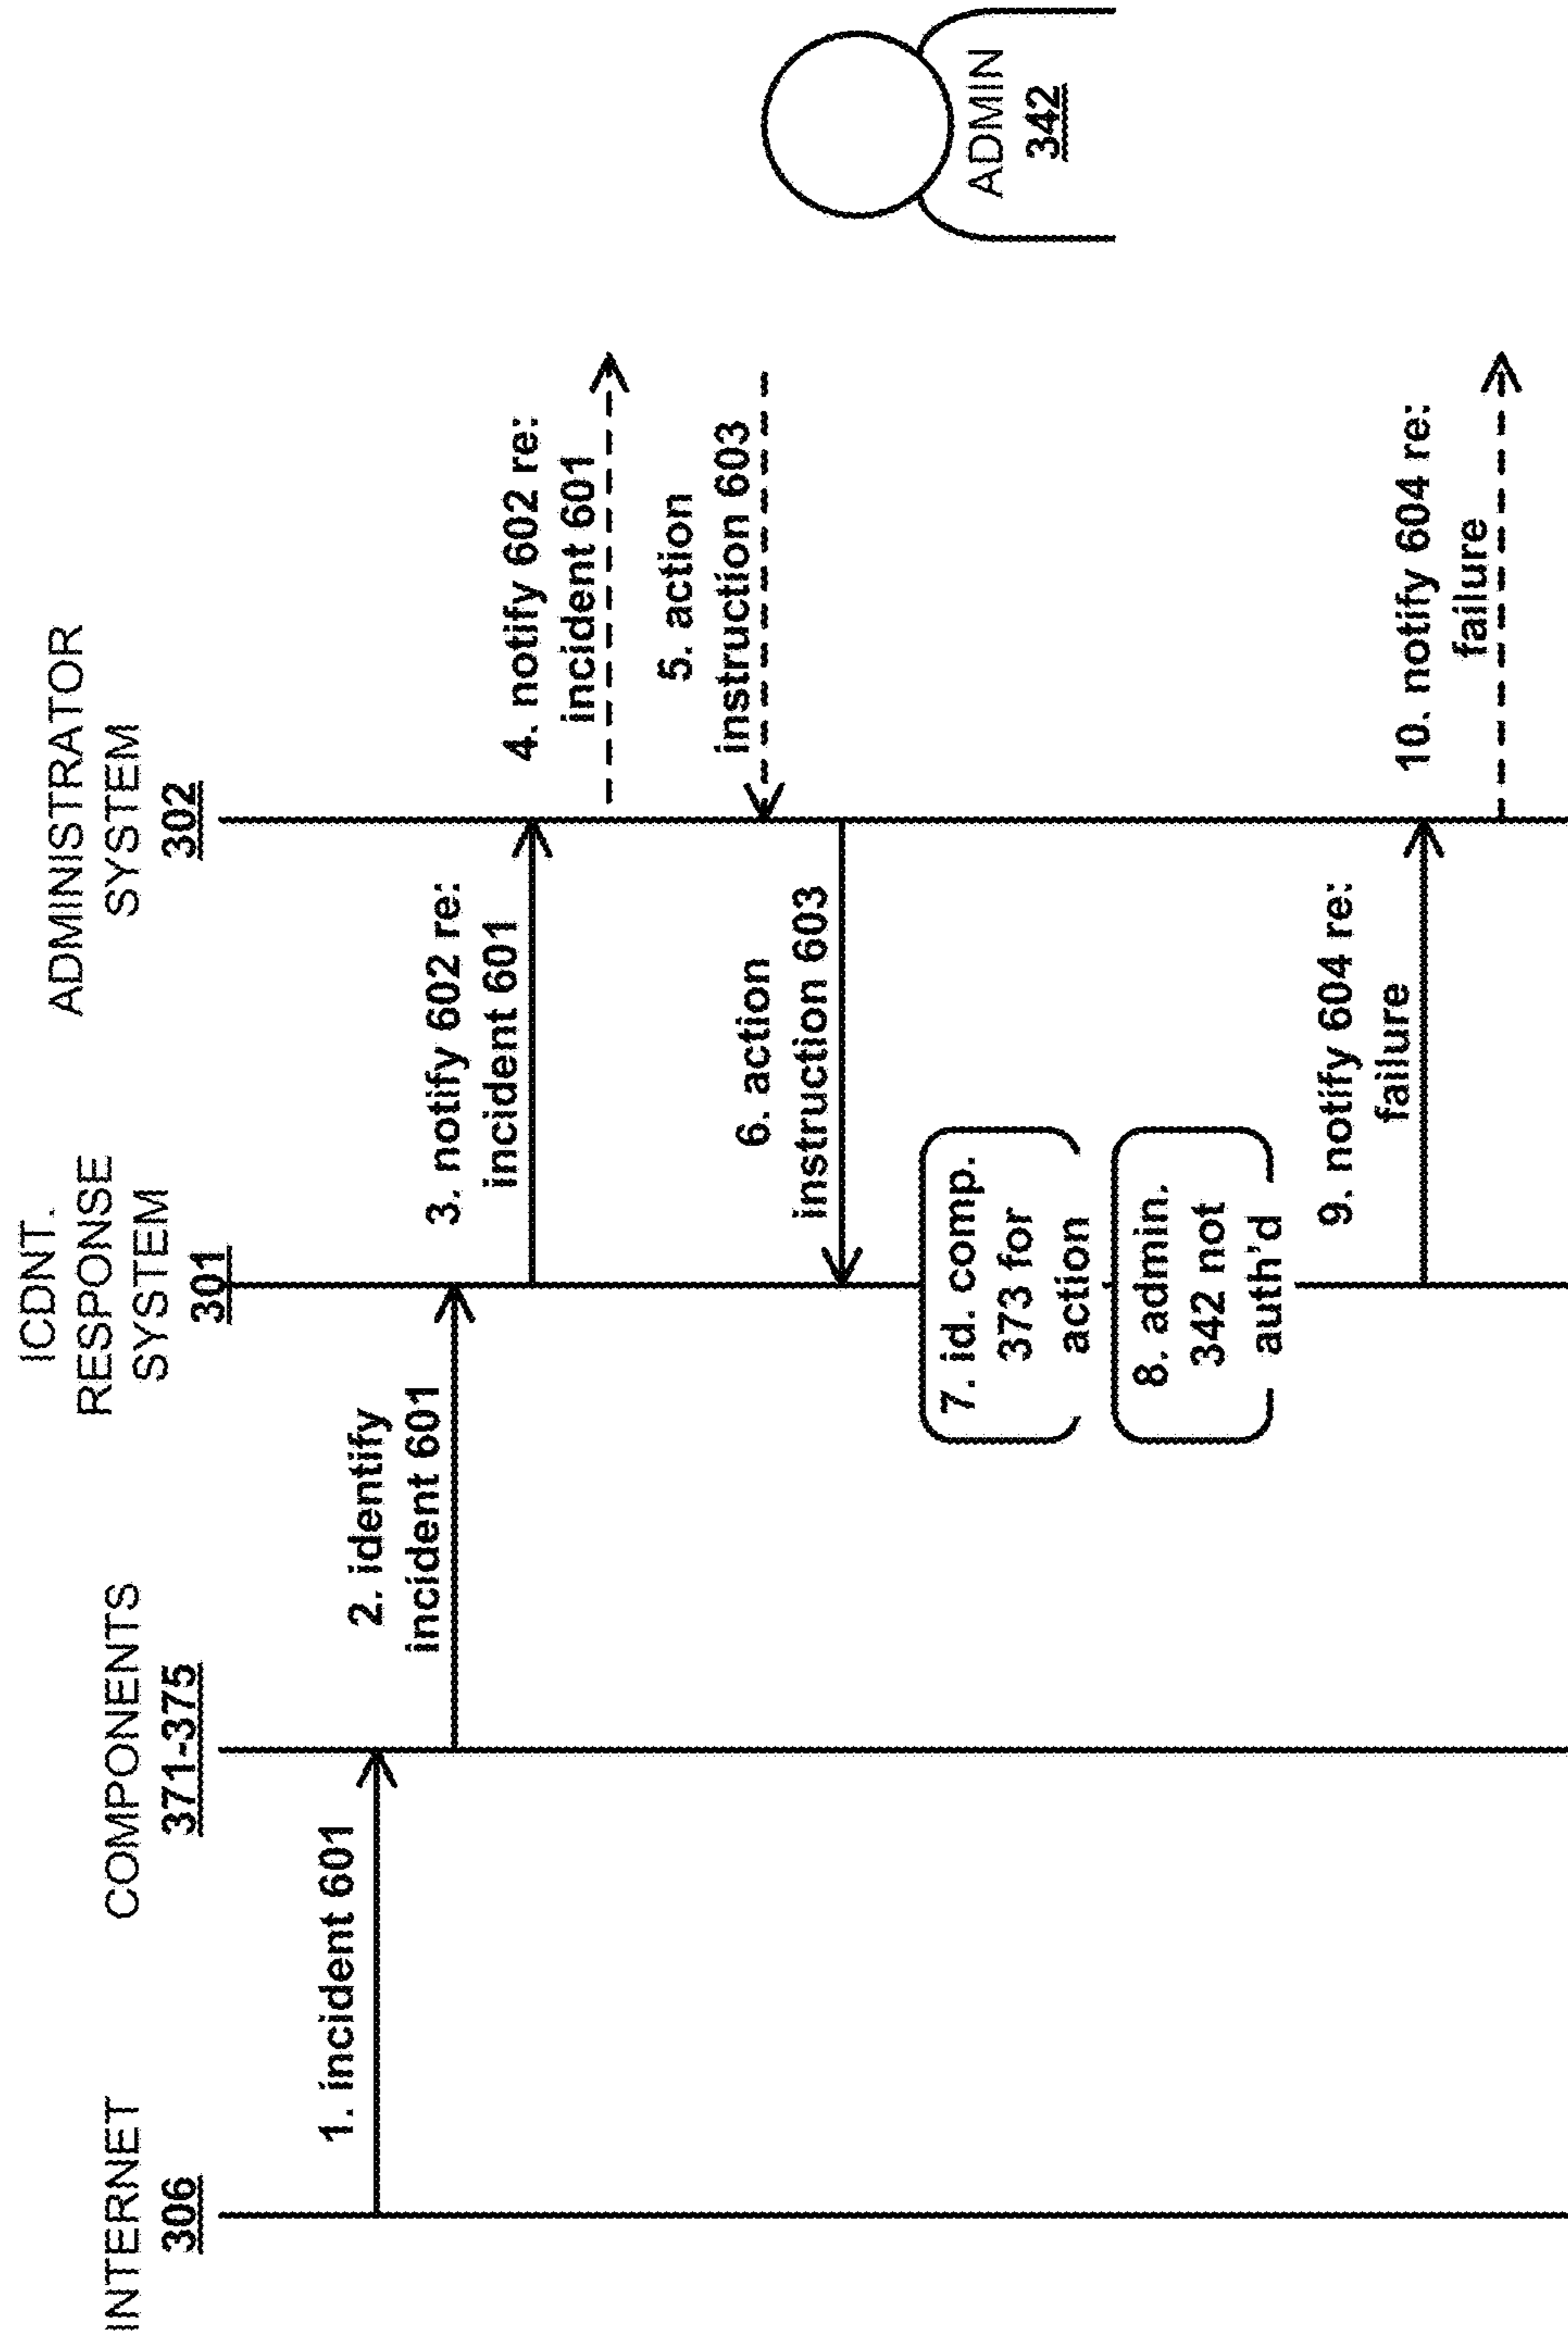 INTERNET
306
COMPONENTS
371-375
ICDNT.
RESPONSE
SYSTEM
301
ADMINISTRATOR
SYSTEM
302
1. incident 601
2. identify
incident 601
3. notify 602 re:
incident 601
4. notify 602 re:
incident 601
5. action
instruction 603
6. action
instruction 603
7. id. comp.
373 for
action
8. admin.
342 not
auth'd
9. notify 604 re:
failure
10. notify 604 re:
failure
ADMIN
342